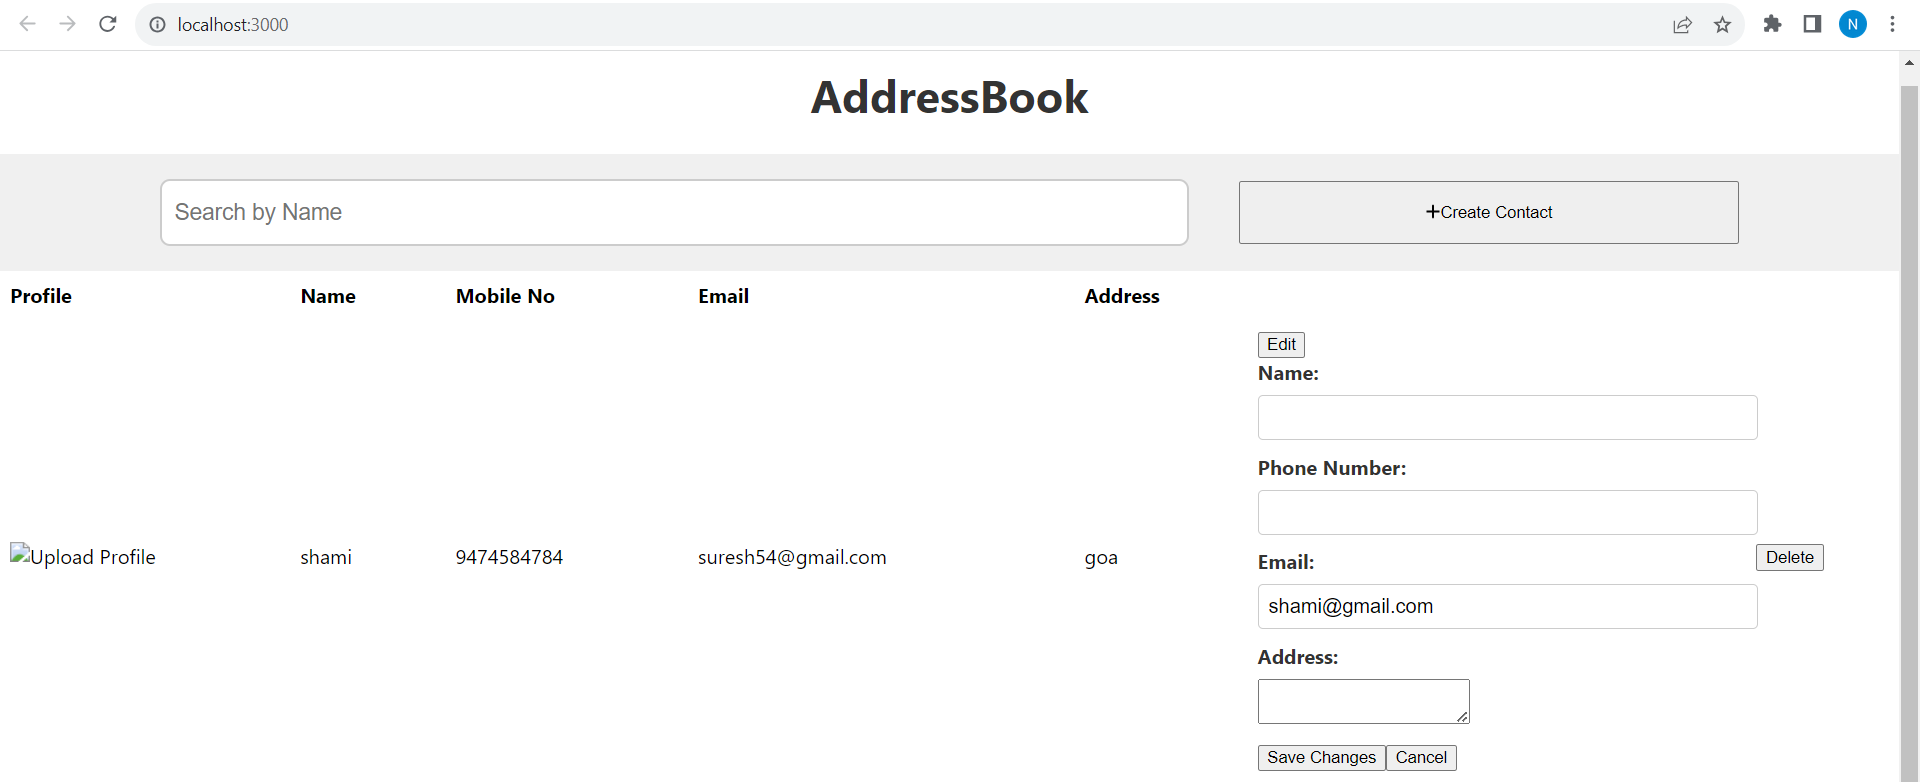 localhost:3000
N
AddressBook
Search by Name
+Create Contact
Profile Name Mobile No Email Address
Edit
Name:
Phone Number:
Upload Profile shami 9474584784 suresh54@gmail.com goa
Email:
Delete
shami@gmail.com
Address:
Save Changes Cancel